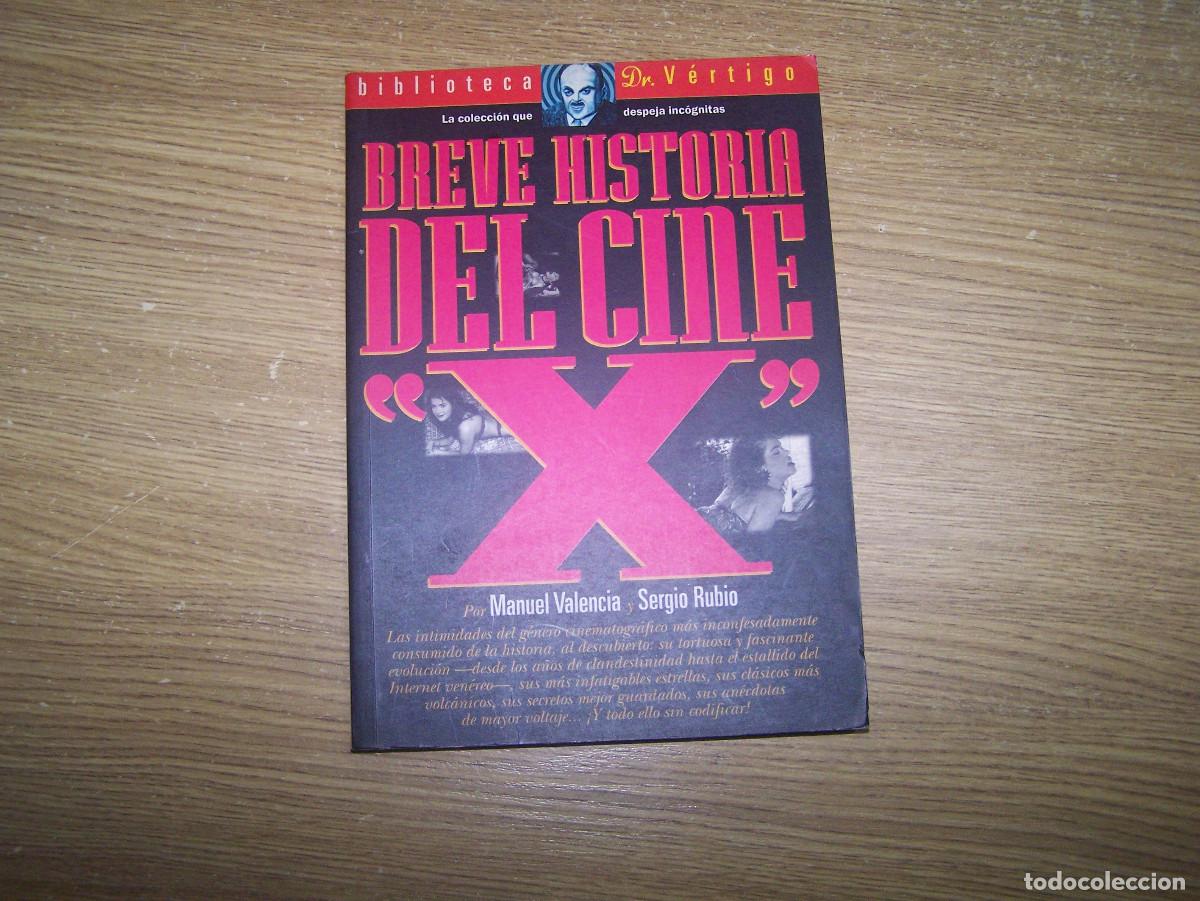 biblioteca Dr. Vértigo
La colección que despeja incógnitas
BREVE HISTORIA
DEL CINE
“X”
Por Manuel Valencia y Sergio Rubio
Las intimidades del género cinematográfico más inconfesadamente
consumido de la historia, al descubierto: su tortuosa y fascinante
evolución —desde los años de clandestinidad hasta el estallido del
Internet venéreo—, sus más infatigables estrellas, sus clásicos más
volcánicos, sus secretos mejor guardados, sus anécdotas
de mayor voltaje... ¡Y todo ello sin codificar!
todocoleccion